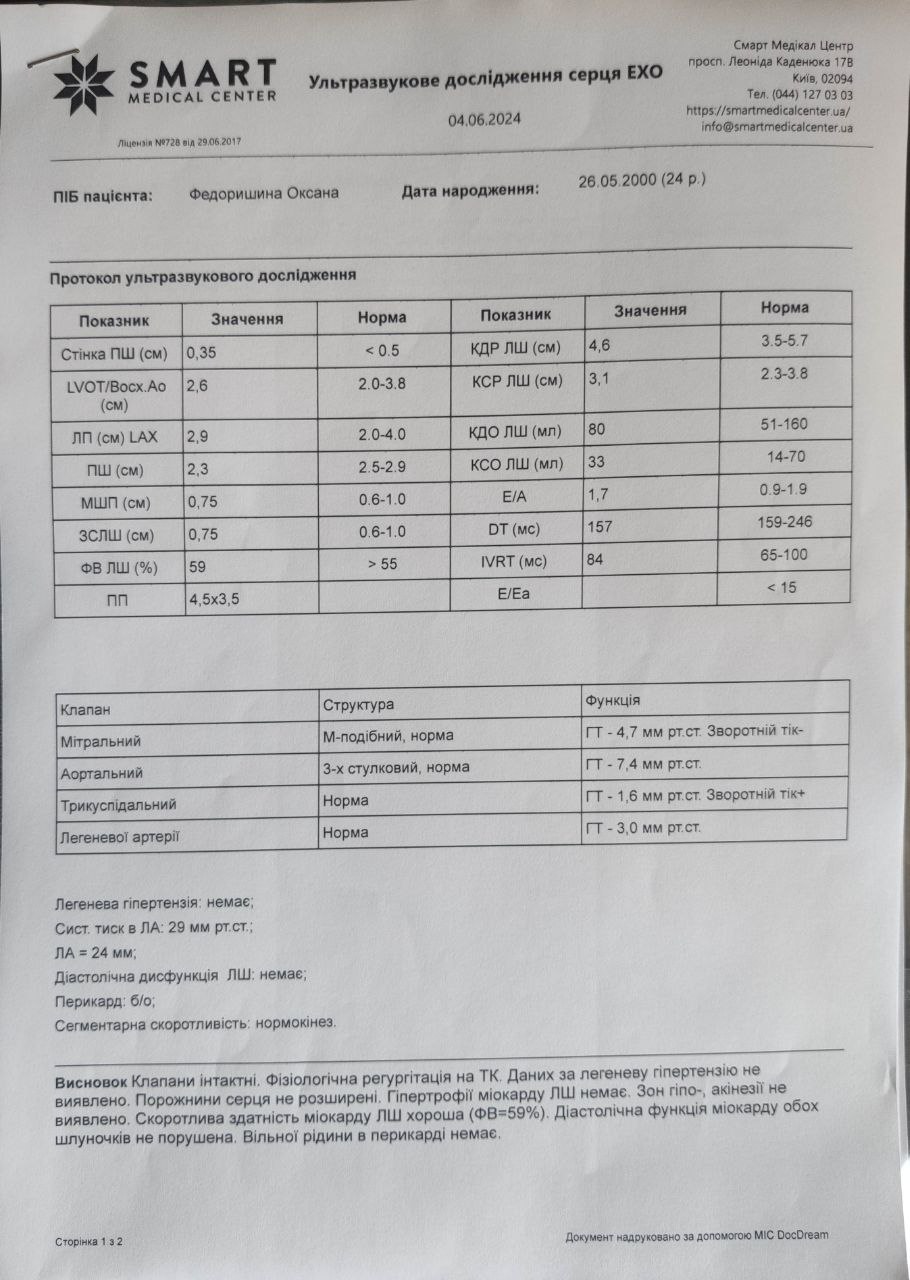 SMART
MEDICAL CENTER
Ліцензія №728 від 29.06.2017
Ультразвукове дослідження серця ЕХО
04.06.2024
Смарт Медікал Центр
просп. Леоніда Каденюка 17В
Київ, 02094
Тел. (044) 127 03 03
https://smartmedicalcenter.ua/
info@smartmedicalcenter.ua
ПІБ пацієнта: Федоришина Оксана Дата народження: 26.05.2000 (24 р.)
Протокол ультразвукового дослідження
Показник Значення Норма Показник Значення Норма
Стінка ПШ (см) 0,35 < 0.5 КДР ЛШ (см) 4,6 3.5-5.7
LVOT/Восх.Ао (см) 2,6 2.0-3.8 КСР ЛШ (см) 3,1 2.3-3.8
ЛП (см) LAX 2,9 2.0-4.0 КДО ЛШ (мл) 80 51-160
ПШ (см) 2,3 2.5-2.9 КСО ЛШ (мл) 33 14-70
МШП (см) 0,75 0.6-1.0 E/A 1,7 0.9-1.9
ЗСЛШ (см) 0,75 0.6-1.0 DT (мс) 157 159-246
ФВ ЛШ (%) 59 > 55 IVRT (мс) 84 65-100
ПП 4,5х3,5 E/Ea < 15
Клапан Структура Функція
Мітральний М-подібний, норма ГТ - 4,7 мм рт.ст. Зворотній тік-
Аортальний 3-х стулковий, норма ГТ - 7,4 мм рт.ст.
Трикуспідальний Норма ГТ - 1,6 мм рт.ст. Зворотній тік+
Легеневої артерії Норма ГТ - 3,0 мм рт.ст.
Легенева гіпертензія: немає;
Сист. тиск в ЛА: 29 мм рт.ст.;
ЛА = 24 мм;
Діастолічна дисфункція ЛШ: немає;
Перикард: б/о;
Сегментарна скоротливість: нормокінез.
Висновок Клапани інтактні. Фізіологічна регургітація на ТК. Даних за легеневу гіпертензію не
виявлено. Порожнини серця не розширені. Гіпертрофії міокарду ЛШ немає. Зон гіпо-, акінезії не
виявлено. Скоротлива здатність міокарду ЛШ хороша (ФВ=59%). Діастолічна функція міокарду обох
шлуночків не порушена. Вільної рідини в перикарді немає.
Сторінка 1 з 2
Документ надруковано за допомогою МІС DocDream